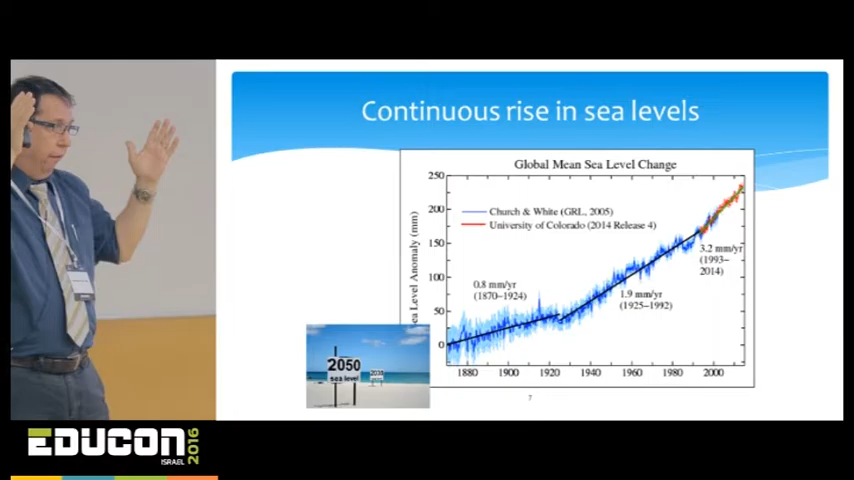 Continuous rise in sea levels
Global Mean Sea Level Change
Sea Level Anomaly (mm)
250
200
150
100
50
0
Church & White (GRL, 2005)
University of Colorado (2014 Release 4)
0.8 mm/yr
(1870–1924)
1.9 mm/yr
(1925–1992)
3.2 mm/yr
(1993–
2014)
1880
1900
1920
1940
1960
1980
2000
2050
sea level
7
EDUCON
ISRAEL
2016